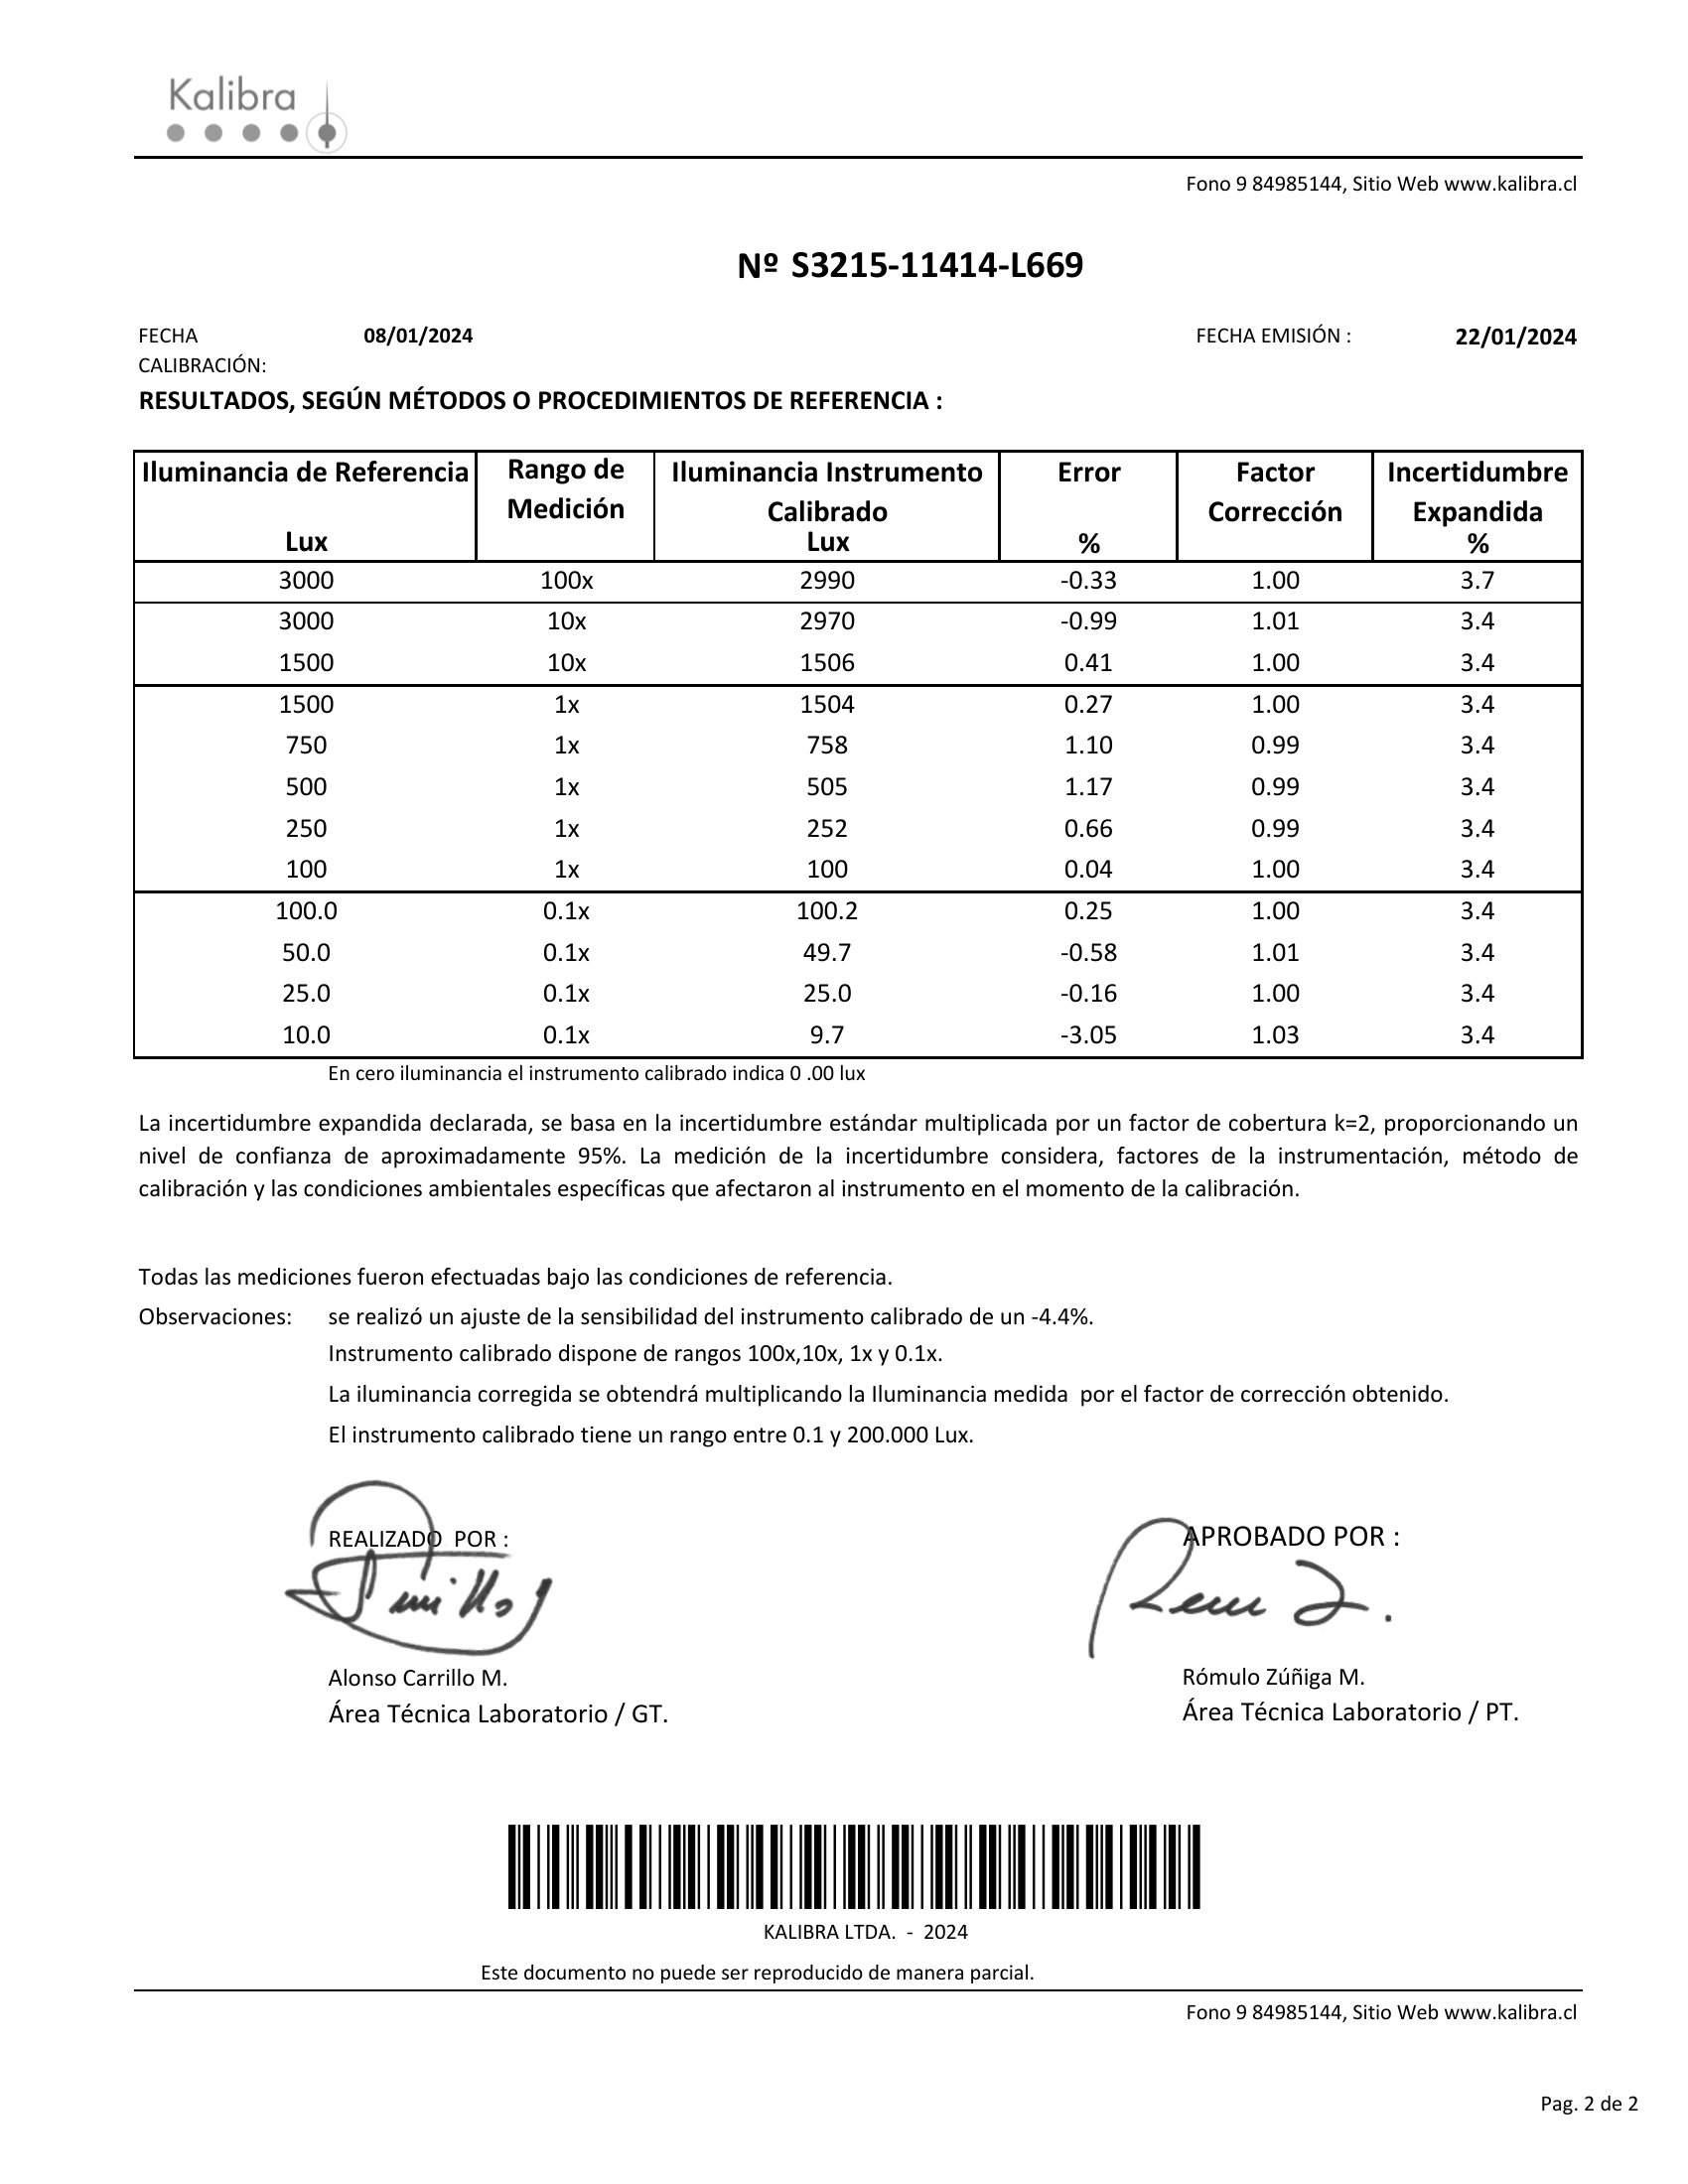 Kalibra
Fono 9 84985144, Sitio Web www.kalibra.cl
Nº S3215-11414-L669
FECHA CALIBRACIÓN: 08/01/2024 FECHA EMISIÓN : 22/01/2024
RESULTADOS, SEGÚN MÉTODOS O PROCEDIMIENTOS DE REFERENCIA :
Iluminancia de Referencia Lux Rango de Medición Iluminancia Instrumento Calibrado Lux Error % Factor Corrección Incertidumbre Expandida %
3000 100x 2990 -0.33 1.00 3.7
3000 10x 2970 -0.99 1.01 3.4
1500 10x 1506 0.41 1.00 3.4
1500 1x 1504 0.27 1.00 3.4
750 1x 758 1.10 0.99 3.4
500 1x 505 1.17 0.99 3.4
250 1x 252 0.66 0.99 3.4
100 1x 100 0.04 1.00 3.4
100.0 0.1x 100.2 0.25 1.00 3.4
50.0 0.1x 49.7 -0.58 1.01 3.4
25.0 0.1x 25.0 -0.16 1.00 3.4
10.0 0.1x 9.7 -3.05 1.03 3.4
En cero iluminancia el instrumento calibrado indica 0 .00 lux
La incertidumbre expandida declarada, se basa en la incertidumbre estándar multiplicada por un factor de cobertura k=2, proporcionando un
nivel de confianza de aproximadamente 95%. La medición de la incertidumbre considera, factores de la instrumentación, método de
calibración y las condiciones ambientales específicas que afectaron al instrumento en el momento de la calibración.
Todas las mediciones fueron efectuadas bajo las condiciones de referencia.
Observaciones: se realizó un ajuste de la sensibilidad del instrumento calibrado de un -4.4%.
Instrumento calibrado dispone de rangos 100x,10x, 1x y 0.1x.
La iluminancia corregida se obtendrá multiplicando la Iluminancia medida  por el factor de corrección obtenido.
El instrumento calibrado tiene un rango entre 0.1 y 200.000 Lux.
REALIZADO  POR : APROBADO POR :
Alonso Carrillo M. Rómulo Zúñiga M.
Área Técnica Laboratorio / GT. Área Técnica Laboratorio / PT.
KALIBRA LTDA.  -  2024
Este documento no puede ser reproducido de manera parcial.
Fono 9 84985144, Sitio Web www.kalibra.cl
Pag. 2 de 2